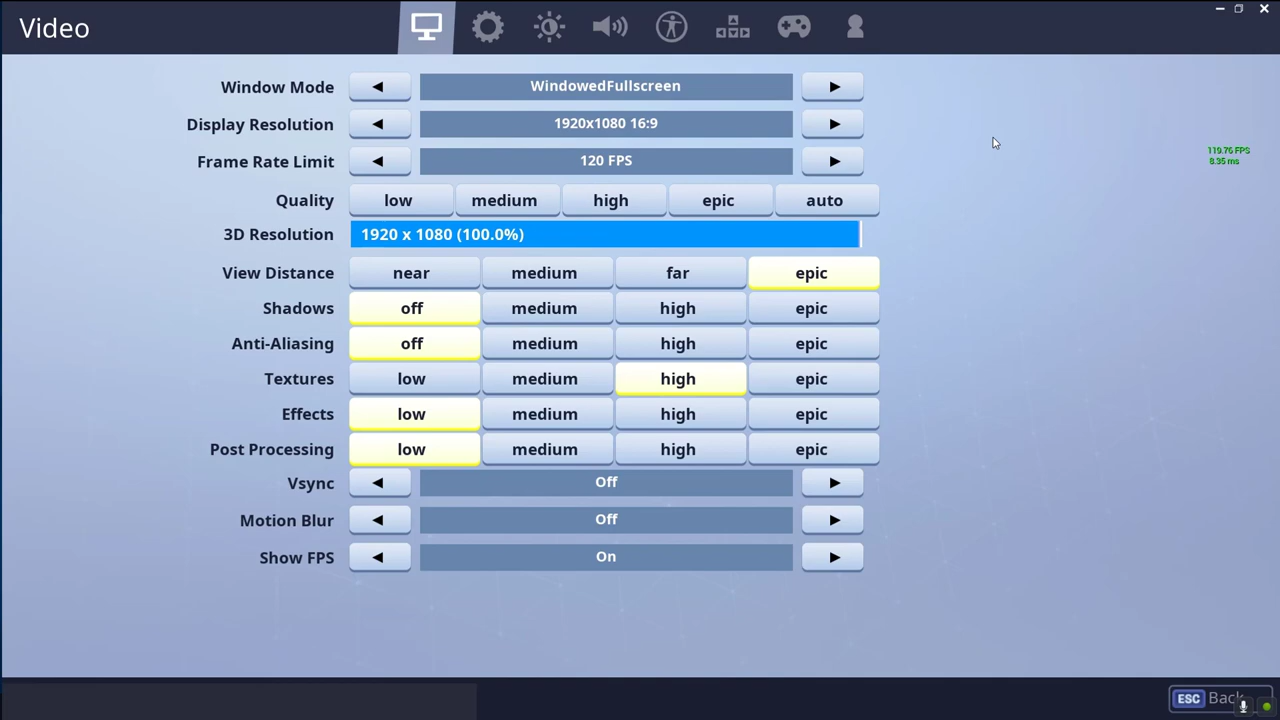 Video
119.76 FPS
8.35 ms
Window Mode WindowedFullscreen
Display Resolution 1920x1080 16:9
Frame Rate Limit 120 FPS
Quality low medium high epic auto
3D Resolution 1920 x 1080 (100.0%)
View Distance near medium far epic
Shadows off medium high epic
Anti-Aliasing off medium high epic
Textures low medium high epic
Effects low medium high epic
Post Processing low medium high epic
Vsync Off
Motion Blur Off
Show FPS On
ESC Back